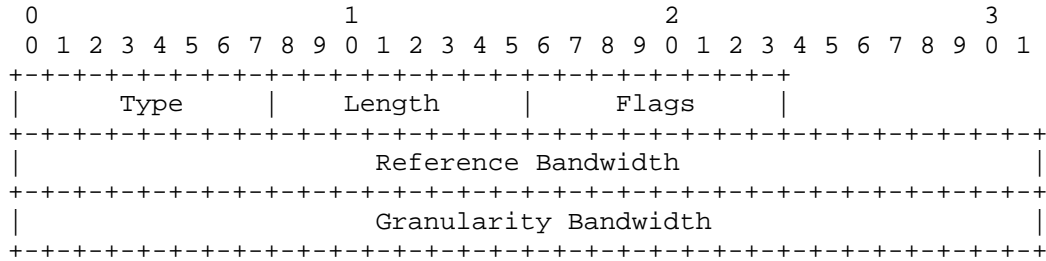 0                   1                   2                   3
 0 1 2 3 4 5 6 7 8 9 0 1 2 3 4 5 6 7 8 9 0 1 2 3 4 5 6 7 8 9 0 1
+-+-+-+-+-+-+-+-+-+-+-+-+-+-+-+-+-+-+-+-+-+-+-+-+
|      Type     |    Length     |     Flags     |
+-+-+-+-+-+-+-+-+-+-+-+-+-+-+-+-+-+-+-+-+-+-+-+-+-+-+-+-+-+-+-+-+
|                      Reference Bandwidth                      |
+-+-+-+-+-+-+-+-+-+-+-+-+-+-+-+-+-+-+-+-+-+-+-+-+-+-+-+-+-+-+-+-+
|                      Granularity Bandwidth                    |
+-+-+-+-+-+-+-+-+-+-+-+-+-+-+-+-+-+-+-+-+-+-+-+-+-+-+-+-+-+-+-+-+